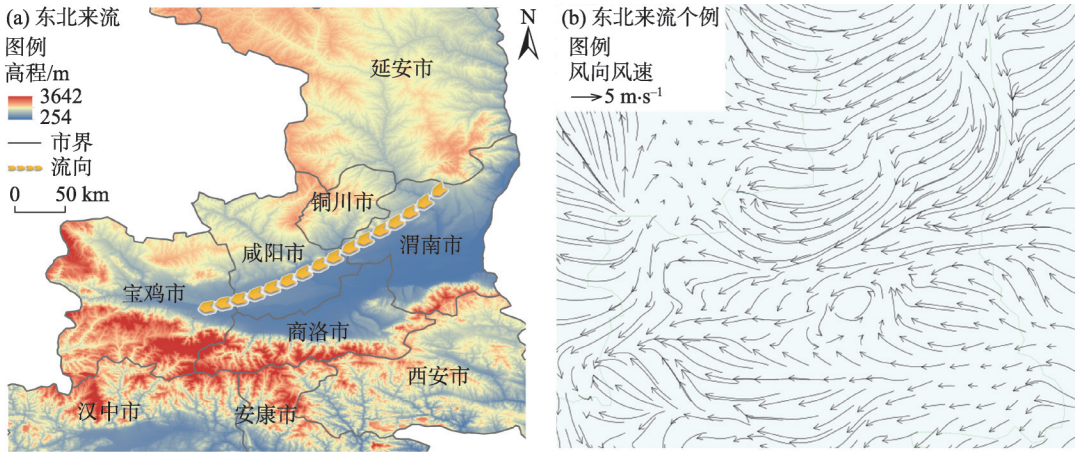 (a) 东北来流
图例
高程/m
3642
254
市界
流向
0 50 km
N
延安市
铜川市
咸阳市
渭南市
宝鸡市
商洛市
西安市
汉中市
安康市
(b) 东北来流个例
图例
风向风速
5 m·s⁻¹